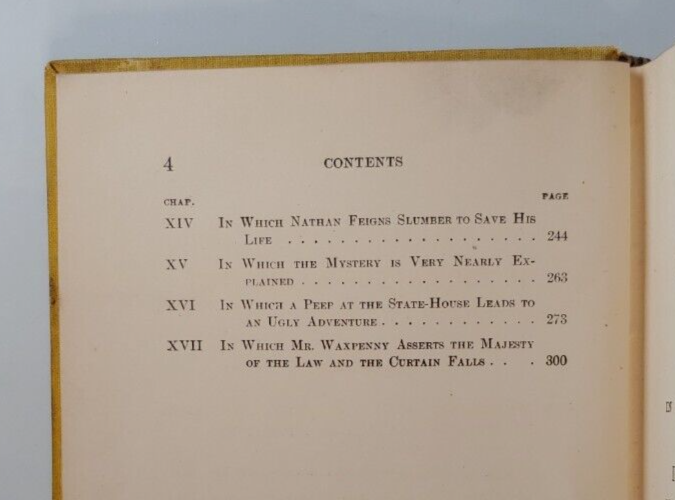 4 CONTENTS
CHAP. PAGE
XIV IN WHICH NATHAN FEIGNS SLUMBER TO SAVE HIS
LIFE . . . . . . . . . . . . . . . . . . . 244
XV IN WHICH THE MYSTERY IS VERY NEARLY EX-
PLAINED . . . . . . . . . . . . . . . . . 263
XVI IN WHICH A PEEP AT THE STATE-HOUSE LEADS TO
AN UGLY ADVENTURE . . . . . . . . . . . . 273
XVII IN WHICH MR. WAXPENNY ASSERTS THE MAJESTY
OF THE LAW AND THE CURTAIN FALLS . . . 300